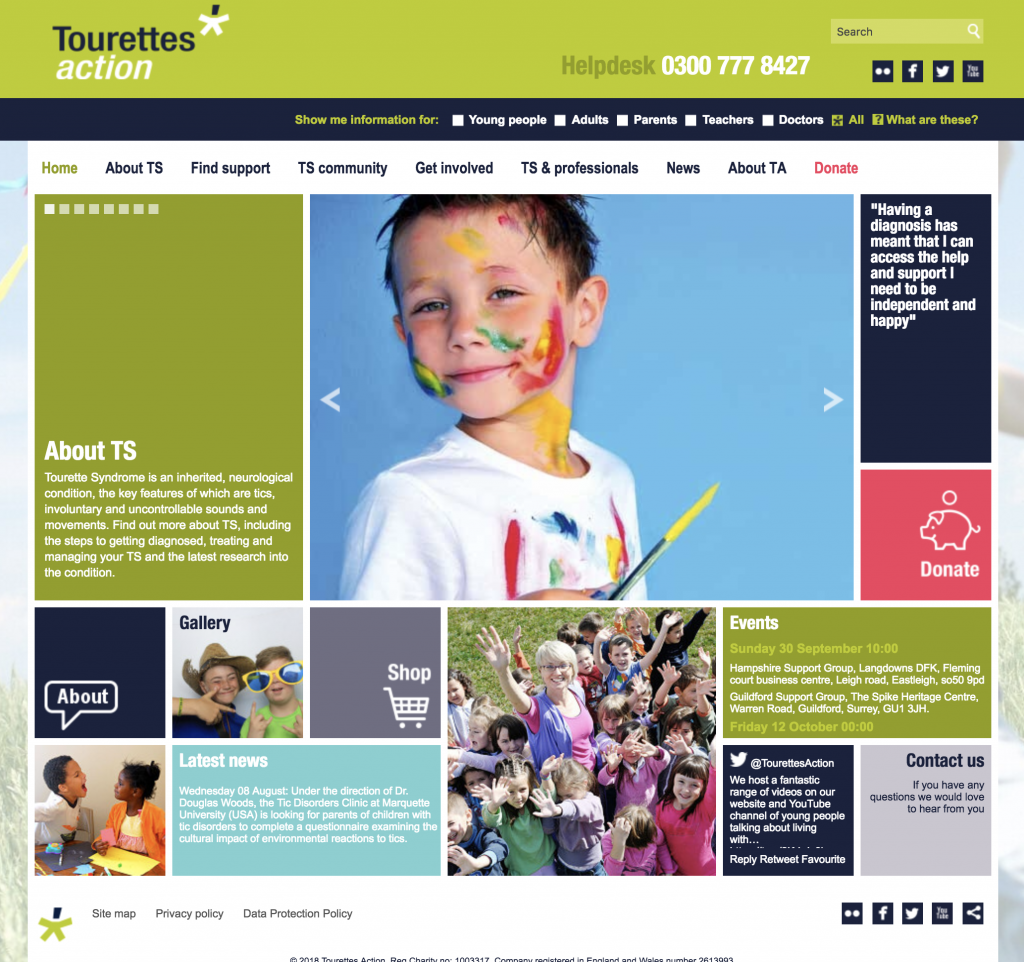 Tourettes
action
Search
Helpdesk 0300 777 8427
You
Tube
Show me information for: Young people Adults Parents Teachers Doctors All ? What are these?
Home About TS Find support TS community Get involved TS & professionals News About TA Donate
About TS
Tourette Syndrome is an inherited, neurological
condition, the key features of which are tics,
involuntary and uncontrollable sounds and
movements. Find out more about TS, including
the steps to getting diagnosed, treating and
managing your TS and the latest research into
the condition.
"Having a
diagnosis has
meant that I can
access the help
and support I
need to be
independent and
happy"
Donate
About
Gallery
Shop
Events
Sunday 30 September 10:00
Hampshire Support Group, Langdowns DFK, Fleming
court business centre, Leigh road, Eastleigh, so50 9pd
Guildford Support Group, The Spike Heritage Centre,
Warren Road, Guildford, Surrey, GU1 3JH.
Friday 12 October 00:00
Latest news
Wednesday 08 August: Under the direction of Dr.
Douglas Woods, the Tic Disorders Clinic at Marquette
University (USA) is looking for parents of children with
tic disorders to complete a questionnaire examining the
cultural impact of environmental reactions to tics.
@TourettesAction
We host a fantastic
range of videos on our
website and YouTube
channel of young people
talking about living
with…
Reply Retweet Favourite
Contact us
If you have any
questions we would love
to hear from you
Site map Privacy policy Data Protection Policy
You
Tube
© 2018 Tourettes Action. Reg Charity no: 1003317. Company registered in England and Wales number 2613993.